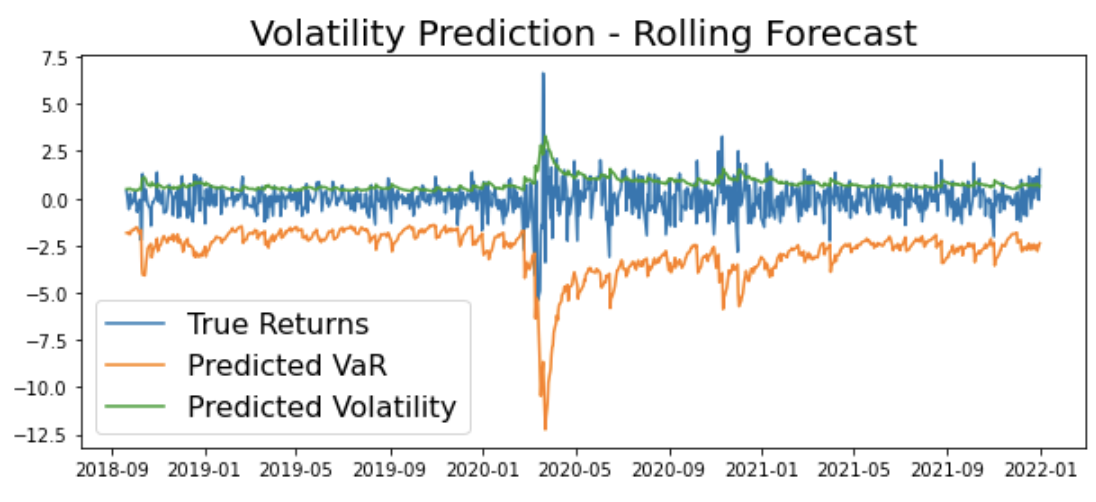 Volatility Prediction - Rolling Forecast
7.5
5.0
2.5
0.0
−2.5
−5.0
−7.5
−10.0
−12.5
True Returns
Predicted VaR
Predicted Volatility
2018-09 2019-01 2019-05 2019-09 2020-01 2020-05 2020-09 2021-01 2021-05 2021-09 2022-01